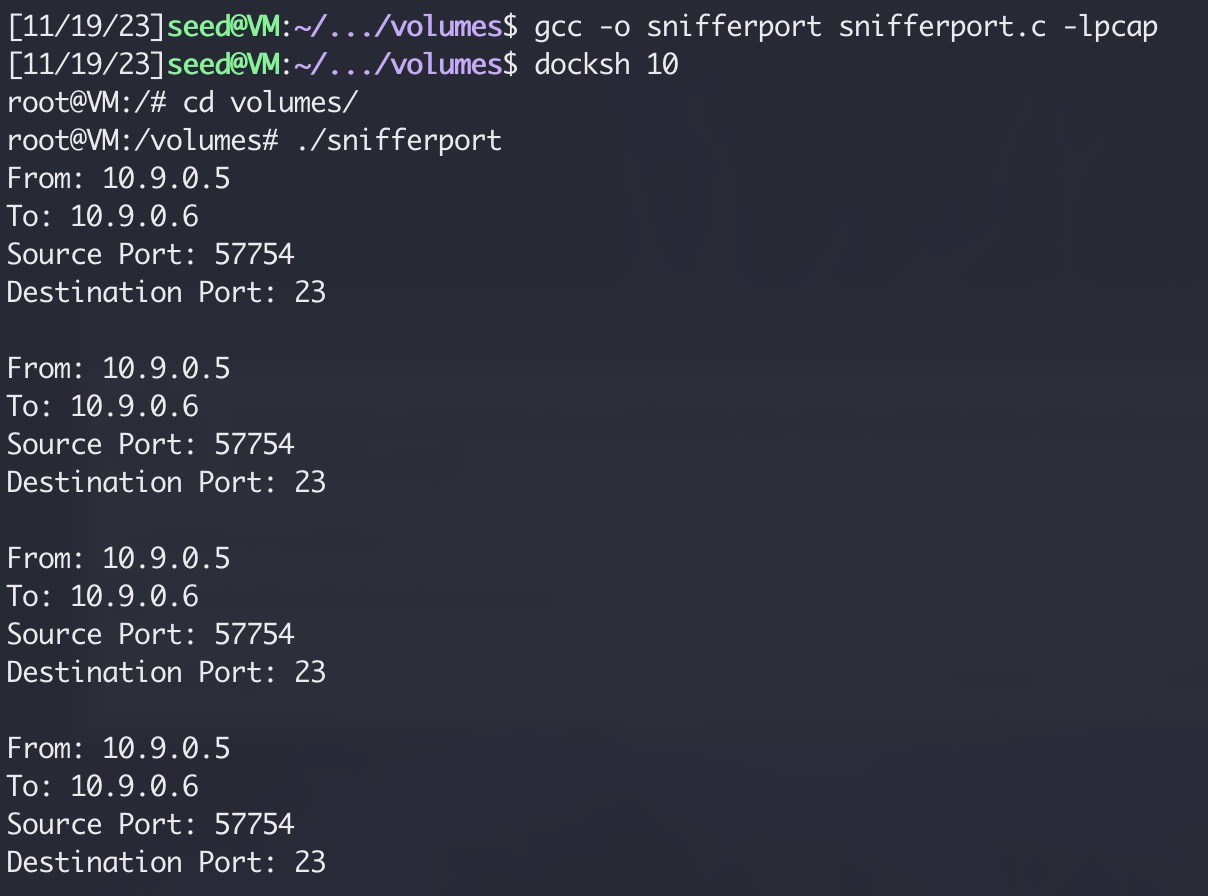 [11/19/23]seed@VM:~/.../volumes$ gcc -o snifferport snifferport.c -lpcap
[11/19/23]seed@VM:~/.../volumes$ docksh 10
root@VM:/# cd volumes/
root@VM:/volumes# ./snifferport
From: 10.9.0.5
To: 10.9.0.6
Source Port: 57754
Destination Port: 23

From: 10.9.0.5
To: 10.9.0.6
Source Port: 57754
Destination Port: 23

From: 10.9.0.5
To: 10.9.0.6
Source Port: 57754
Destination Port: 23

From: 10.9.0.5
To: 10.9.0.6
Source Port: 57754
Destination Port: 23